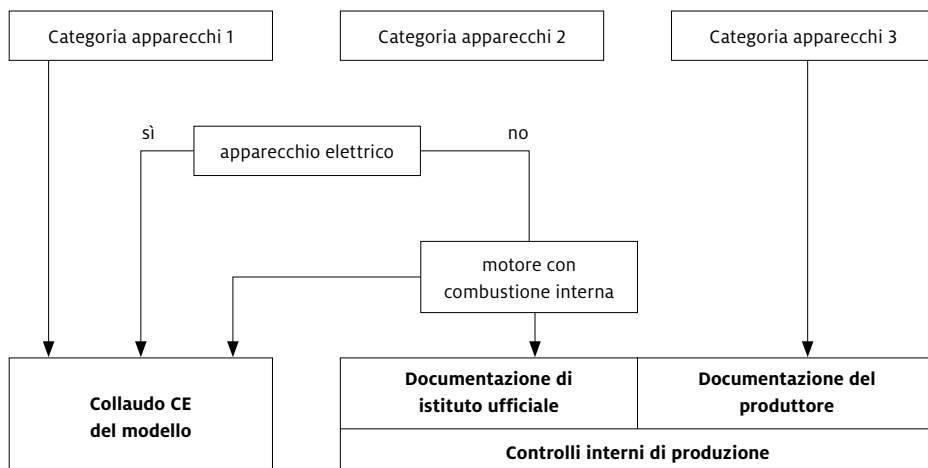 Categoria apparecchi 1
Categoria apparecchi 2
Categoria apparecchi 3
sì
no
apparecchio elettrico
motore con
combustione interna
Collaudo CE
del modello
Documentazione di
istituto ufficiale
Documentazione del
produttore
Controlli interni di produzione